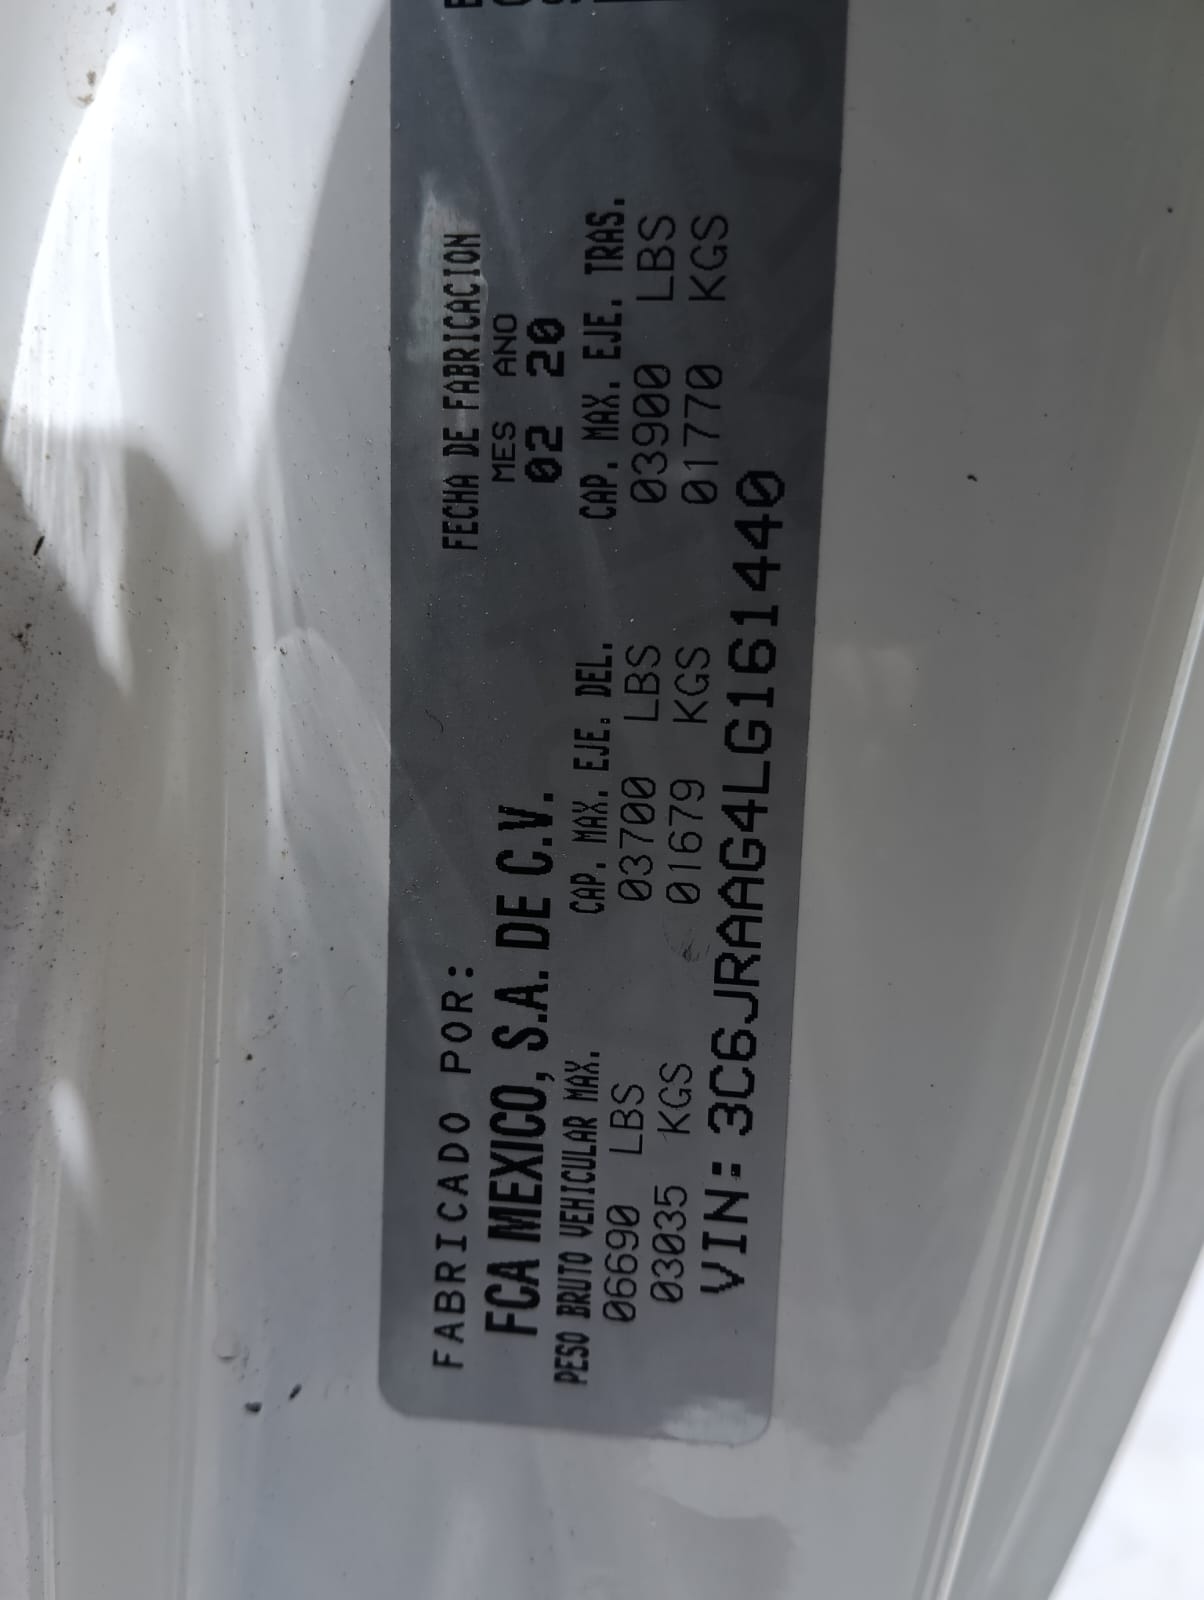 FABRICADO POR:
FCA MEXICO, S.A. DE C.V.
FECHA DE FABRICACION
MES ANO
02 20
PESO BRUTO VEHICULAR MAX.
06690 LBS
03035 KGS
CAP. MAX. EJE. DEL.
03700 LBS
01679 KGS
CAP. MAX. EJE. TRAS.
03900 LBS
01770 KGS
VIN: 3C6JRAAG4LG161440